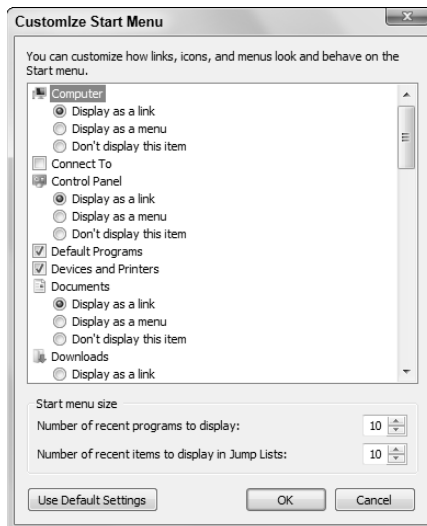 Customize Start Menu
You can customize how links, icons, and menus look and behave on the
Start menu.
Computer
Display as a link
Display as a menu
Don't display this item
Connect To
Control Panel
Display as a link
Display as a menu
Don't display this item
Default Programs
Devices and Printers
Documents
Display as a link
Display as a menu
Don't display this item
Downloads
Display as a link
Start menu size
Number of recent programs to display: 10
Number of recent items to display in Jump Lists: 10
Use Default Settings OK Cancel